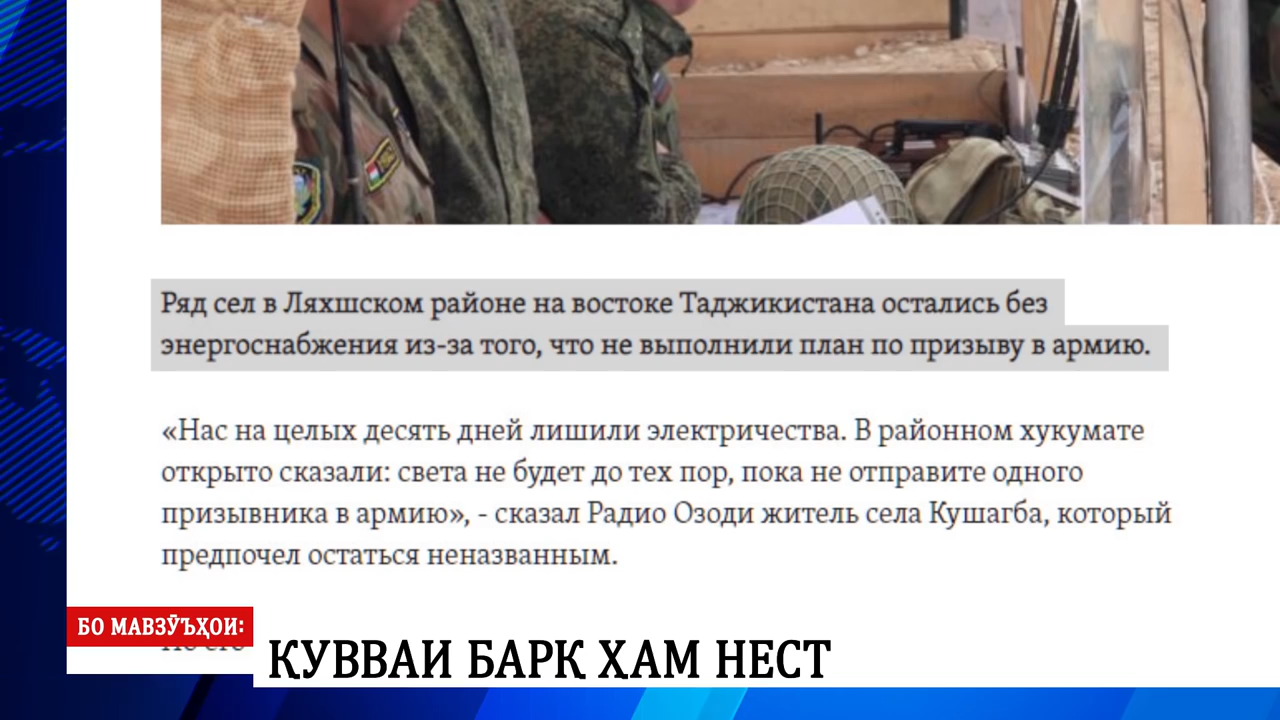 Ряд сел в Ляхшском районе на востоке Таджикистана остались без
энергоснабжения из-за того, что не выполнили план по призыву в армию.
«Нас на целых десять дней лишили электричества. В районном хукумате
открыто сказали: света не будет до тех пор, пока не отправите одного
призывника в армию», - сказал Радио Озоди житель села Кушагба, который
предпочел остаться неназванным.
БО МАВЗӮЪҲОИ:
ҚУВВАИ БАРҚ ҲАМ НЕСТ